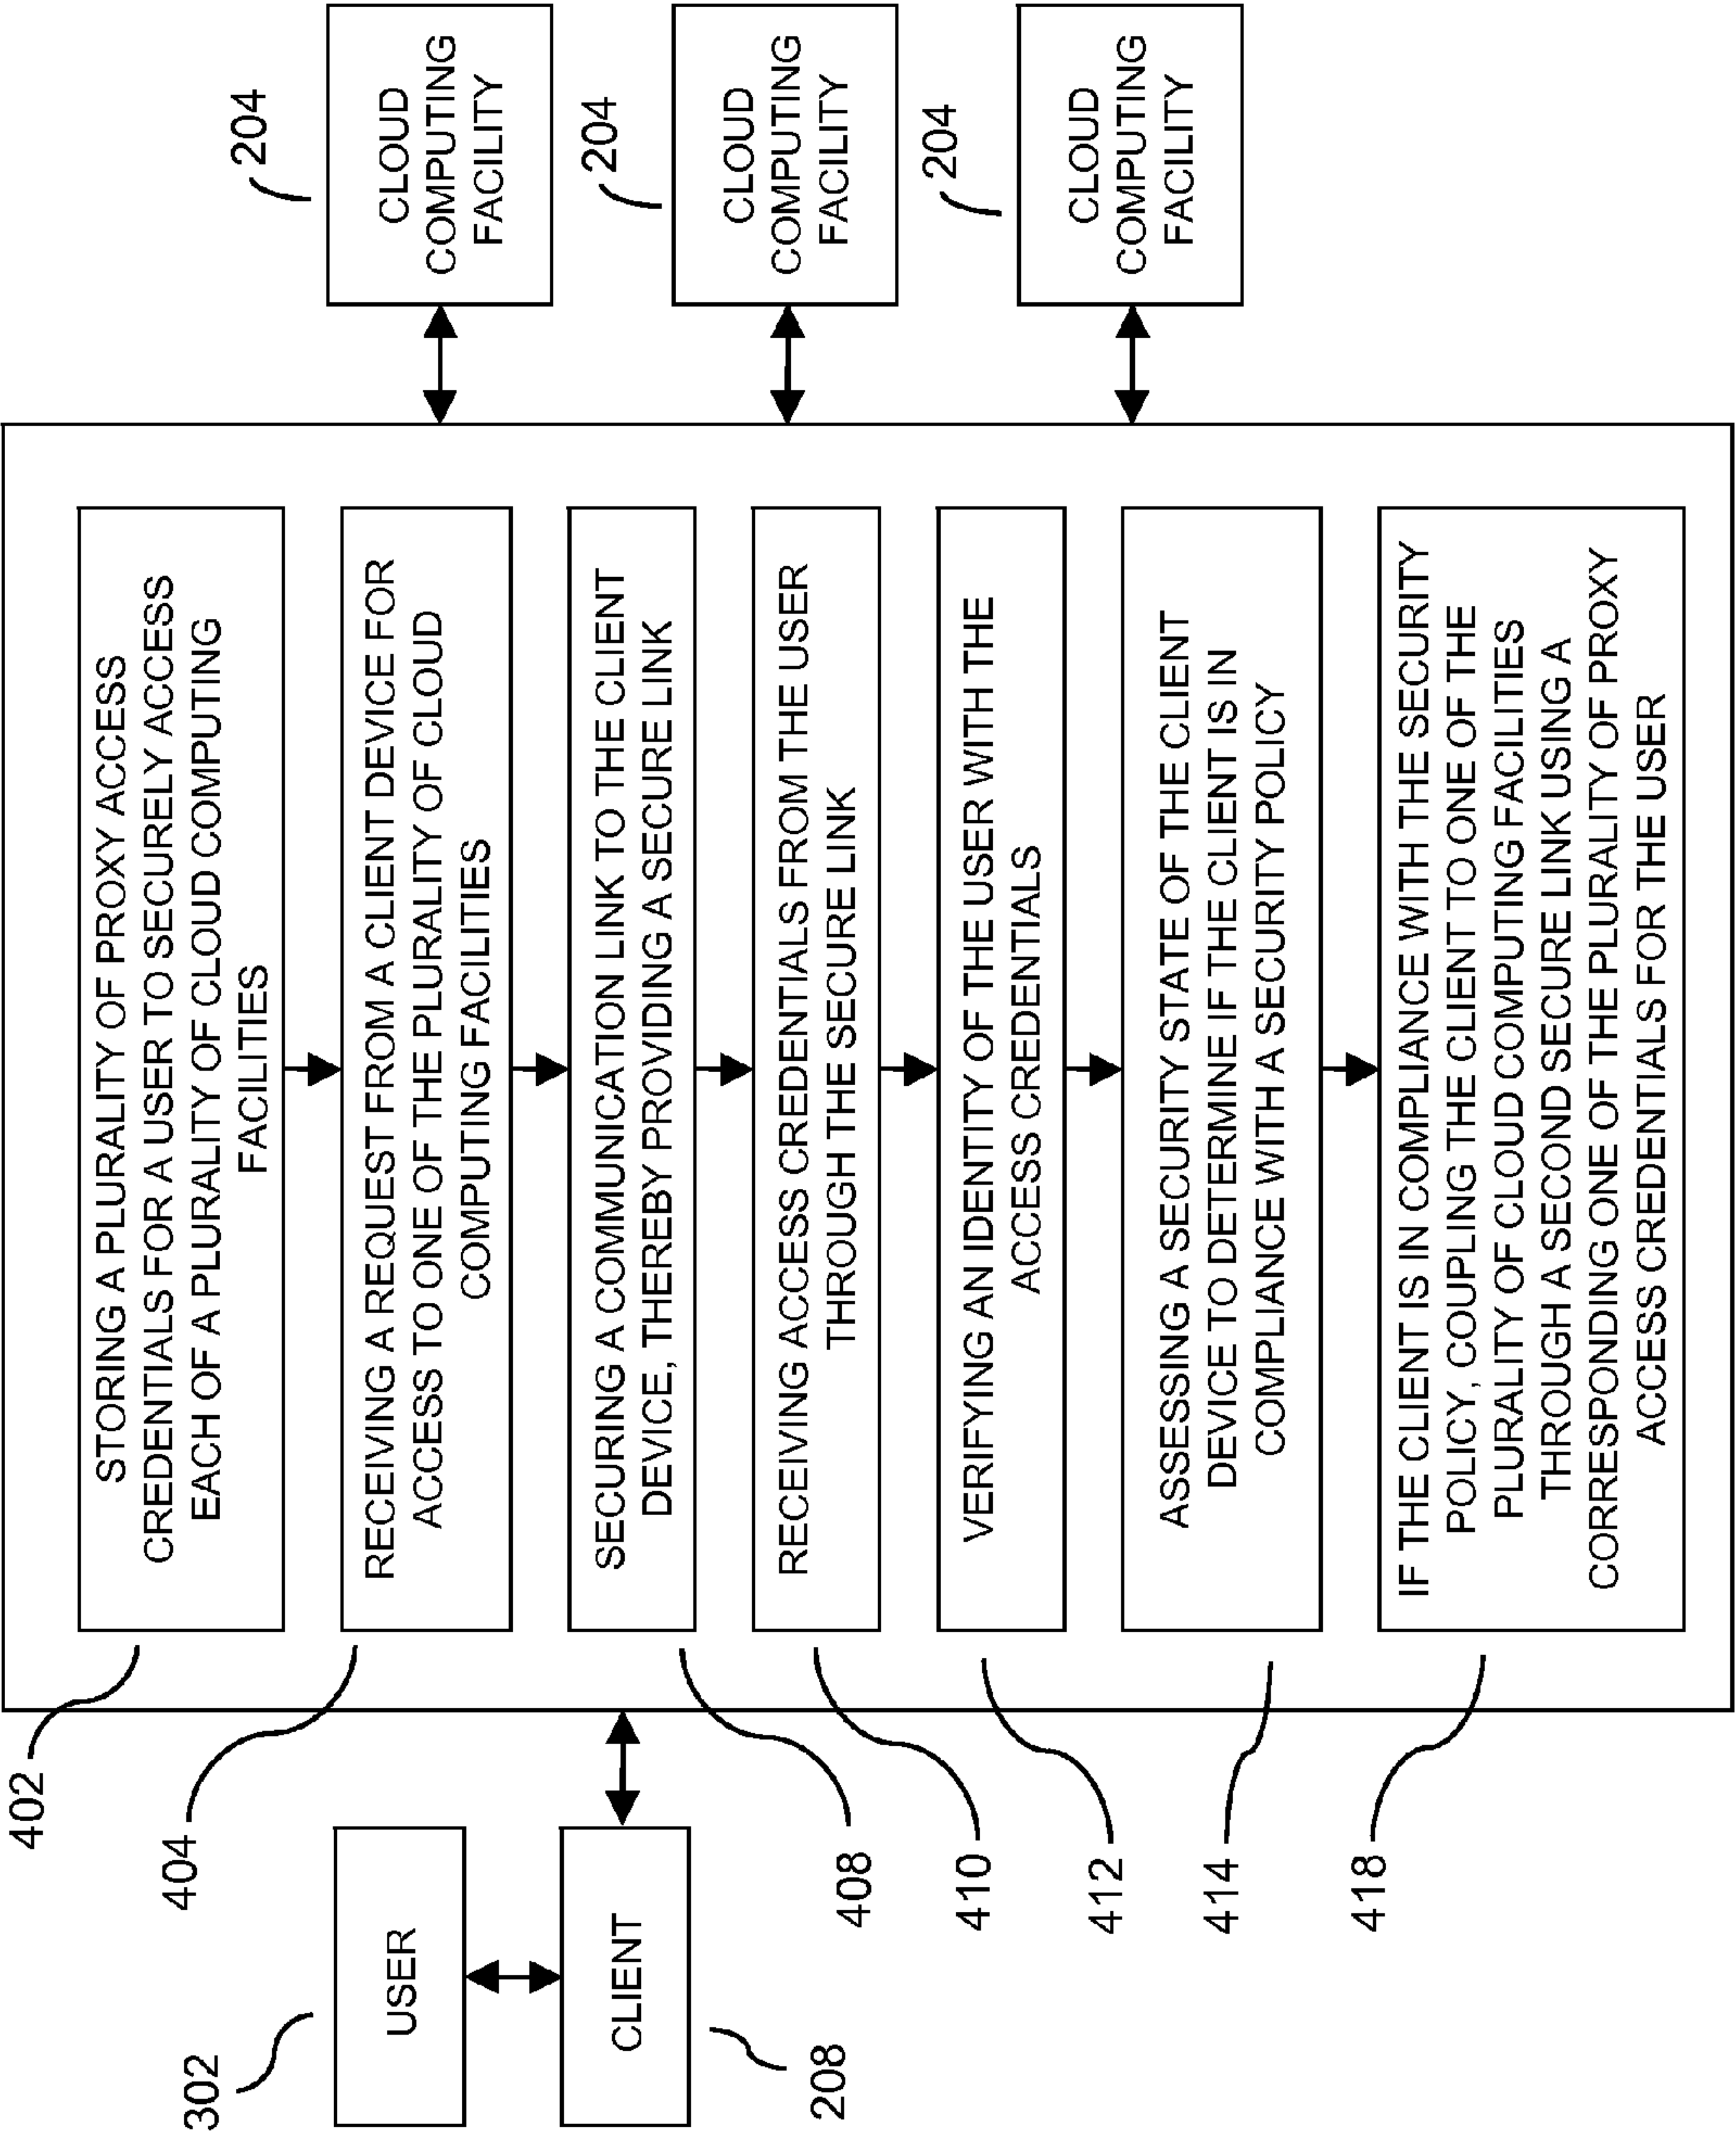 302
USER
CLIENT
208
402
STORING A PLURALITY OF PROXY ACCESS
CREDENTIALS FOR A USER TO SECURELY ACCESS
EACH OF A PLURALITY OF CLOUD COMPUTING
FACILITIES
404
RECEIVING A REQUEST FROM A CLIENT DEVICE FOR
ACCESS TO ONE OF THE PLURALITY OF CLOUD
COMPUTING FACILITIES
408
SECURING A COMMUNICATION LINK TO THE CLIENT
DEVICE, THEREBY PROVIDING A SECURE LINK
410
RECEIVING ACCESS CREDENTIALS FROM THE USER
THROUGH THE SECURE LINK
412
VERIFYING AN IDENTITY OF THE USER WITH THE
ACCESS CREDENTIALS
414
ASSESSING A SECURITY STATE OF THE CLIENT
DEVICE TO DETERMINE IF THE CLIENT IS IN
COMPLIANCE WITH A SECURITY POLICY
418
IF THE CLIENT IS IN COMPLIANCE WITH THE SECURITY
POLICY, COUPLING THE CLIENT TO ONE OF THE
PLURALITY OF CLOUD COMPUTING FACILITIES
THROUGH A SECOND SECURE LINK USING A
CORRESPONDING ONE OF THE PLURALITY OF PROXY
ACCESS CREDENTIALS FOR THE USER
204
CLOUD
COMPUTING
FACILITY
204
CLOUD
COMPUTING
FACILITY
204
CLOUD
COMPUTING
FACILITY